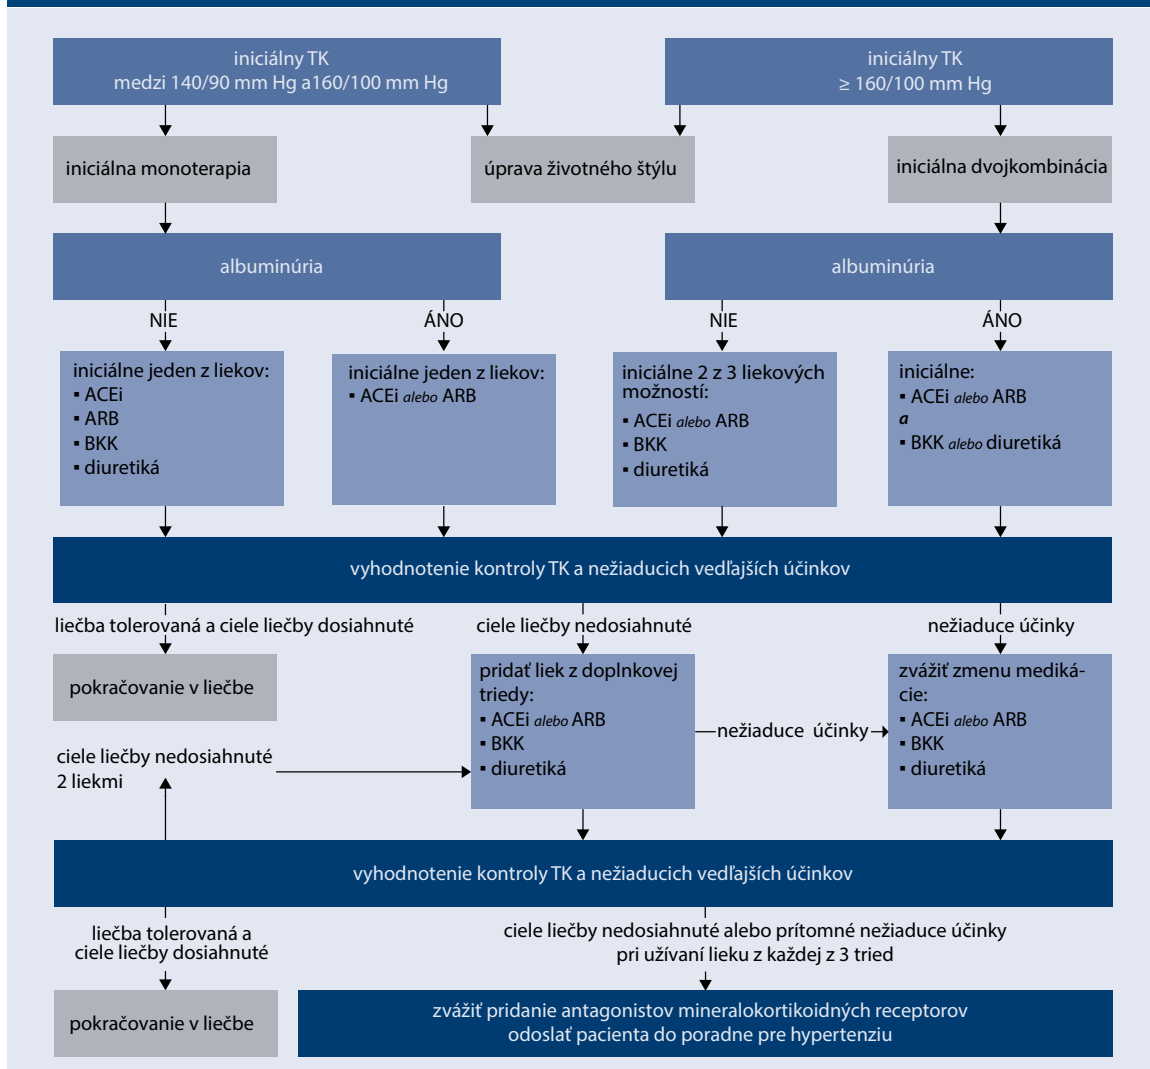 iniciálny TK
medzi 140/90 mm Hg a160/100 mm Hg
iniciálny TK
≥ 160/100 mm Hg
iniciálna monoterapia
úprava životného štýlu
iniciálna dvojkombinácia
albuminúria
albuminúria
NIE
ÁNO
NIE
ÁNO
iniciálne jeden z liekov:
▪ ACEi
▪ ARB
▪ BKK
▪ diuretiká
iniciálne jeden z liekov:
▪ ACEi alebo ARB
iniciálne 2 z 3 liekových
možností:
▪ ACEi alebo ARB
▪ BKK
▪ diuretiká
iniciálne:
▪ ACEi alebo ARB
a
▪ BKK alebo diuretiká
vyhodnotenie kontroly TK a nežiaducich vedľajších účinkov
liečba tolerovaná a ciele liečby dosiahnuté
ciele liečby nedosiahnuté
nežiaduce účinky
pokračovanie v liečbe
pridať liek z doplnkovej
triedy:
▪ ACEi alebo ARB
▪ BKK
▪ diuretiká
nežiaduce účinky
zvážiť zmenu mediká-
cie:
▪ ACEi alebo ARB
▪ BKK
▪ diuretiká
ciele liečby nedosiahnuté
2 liekmi
vyhodnotenie kontroly TK a nežiaducich vedľajších účinkov
liečba tolerovaná a
ciele liečby dosiahnuté
ciele liečby nedosiahnuté alebo prítomné nežiaduce účinky
pri užívaní lieku z každej z 3 tried
pokračovanie v liečbe
zvážiť pridanie antagonistov mineralokortikoidných receptorov
odoslať pacienta do poradne pre hypertenziu